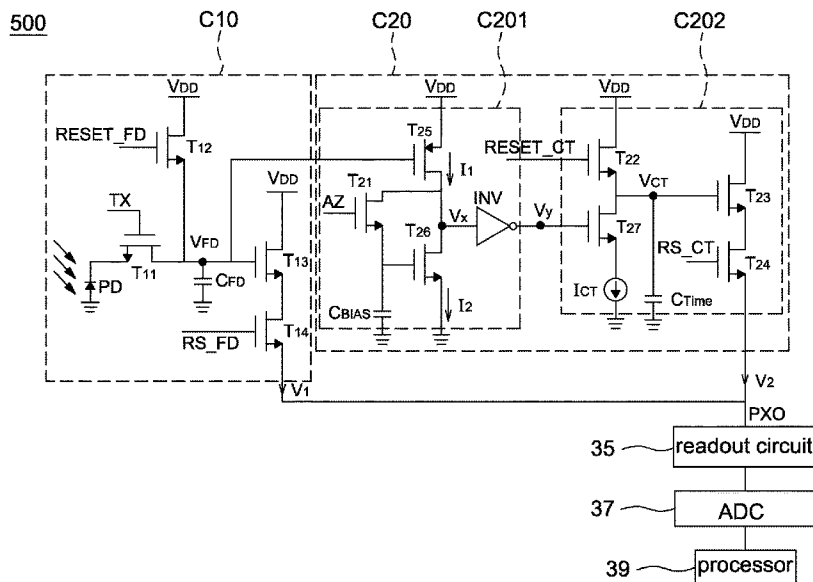 500
C10
C20
C201
C202
VDD
VDD
VDD
VDD
RESET_FD
T12
T25
RESET_CT
T22
I1
VDD
T21
INV
VCT
TX
AZ
T26
Vx
Vy
T23
VFD
T27
RS_CT
T13
T11
CFD
T24
PD
ICT
CBIAS
I2
CTime
T14
RS_FD
V1
V2
PXO
35
readout circuit
37
ADC
39
processor